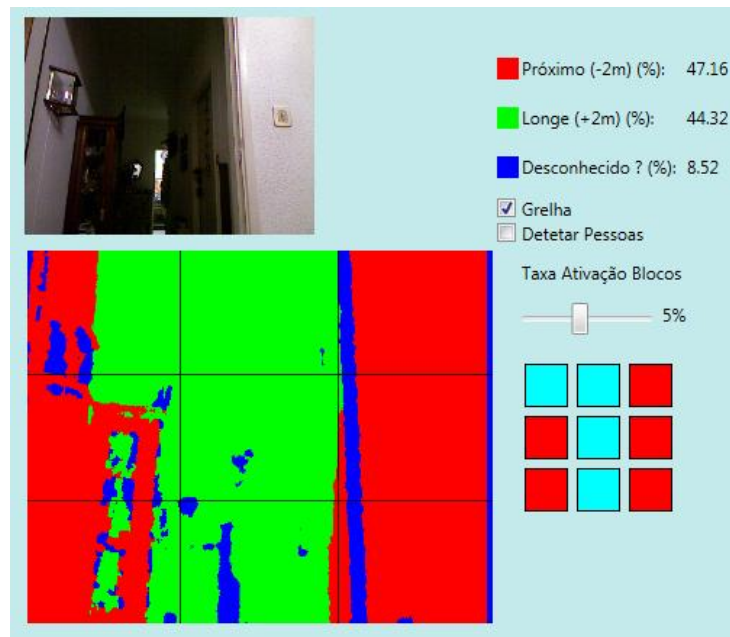 Próximo (-2m) (%): 47.16
Longe (+2m) (%): 44.32
Desconhecido ? (%): 8.52
Grelha
Detetar Pessoas
Taxa Ativação Blocos
5%